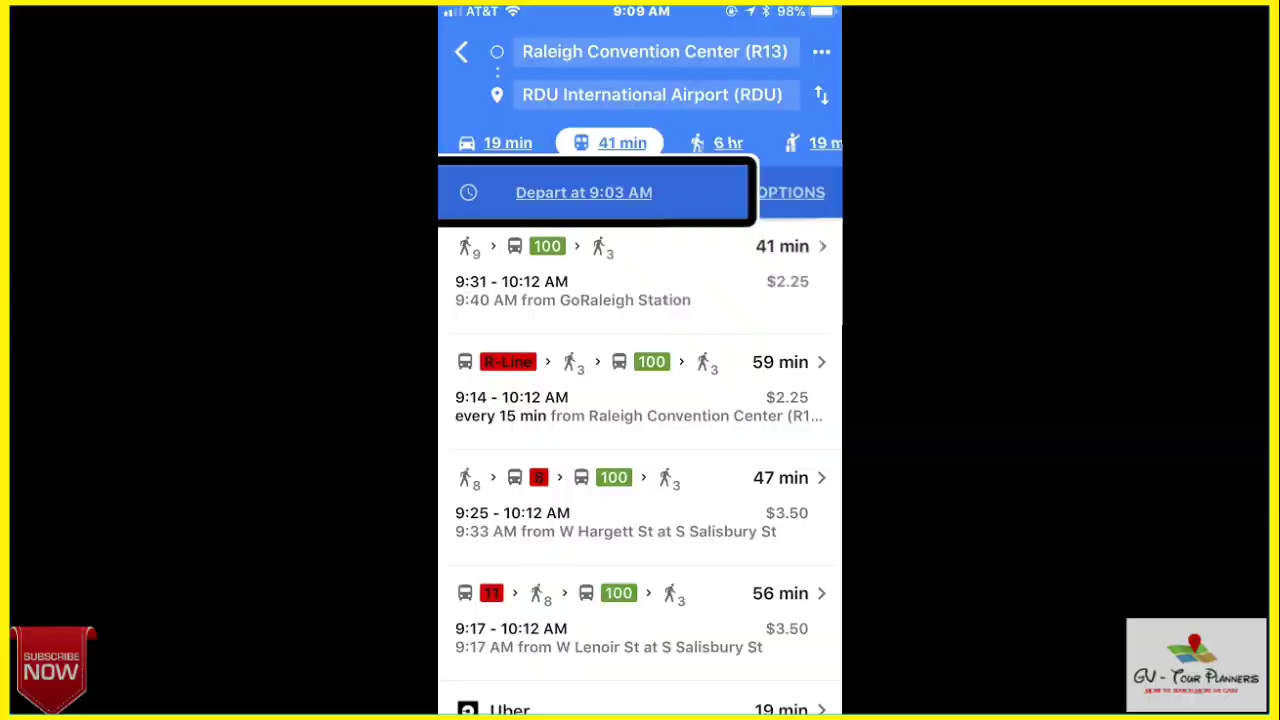 AT&T 9:09 AM 98%
Raleigh Convention Center (R13)
RDU International Airport (RDU)
19 min 41 min 6 hr 19 m
Depart at 9:03 AM OPTIONS
9 100 3 41 min
9:31 - 10:12 AM $2.25
9:40 AM from GoRaleigh Station
R-Line 3 100 3 59 min
9:14 - 10:12 AM $2.25
every 15 min from Raleigh Convention Center (R1...
8 6 100 3 47 min
9:25 - 10:12 AM $3.50
9:33 AM from W Hargett St at S Salisbury St
11 8 100 3 56 min
9:17 - 10:12 AM $3.50
9:17 AM from W Lenoir St at S Salisbury St
Uber 19 min
SUBSCRIBE
NOW
GV - Tour Planners